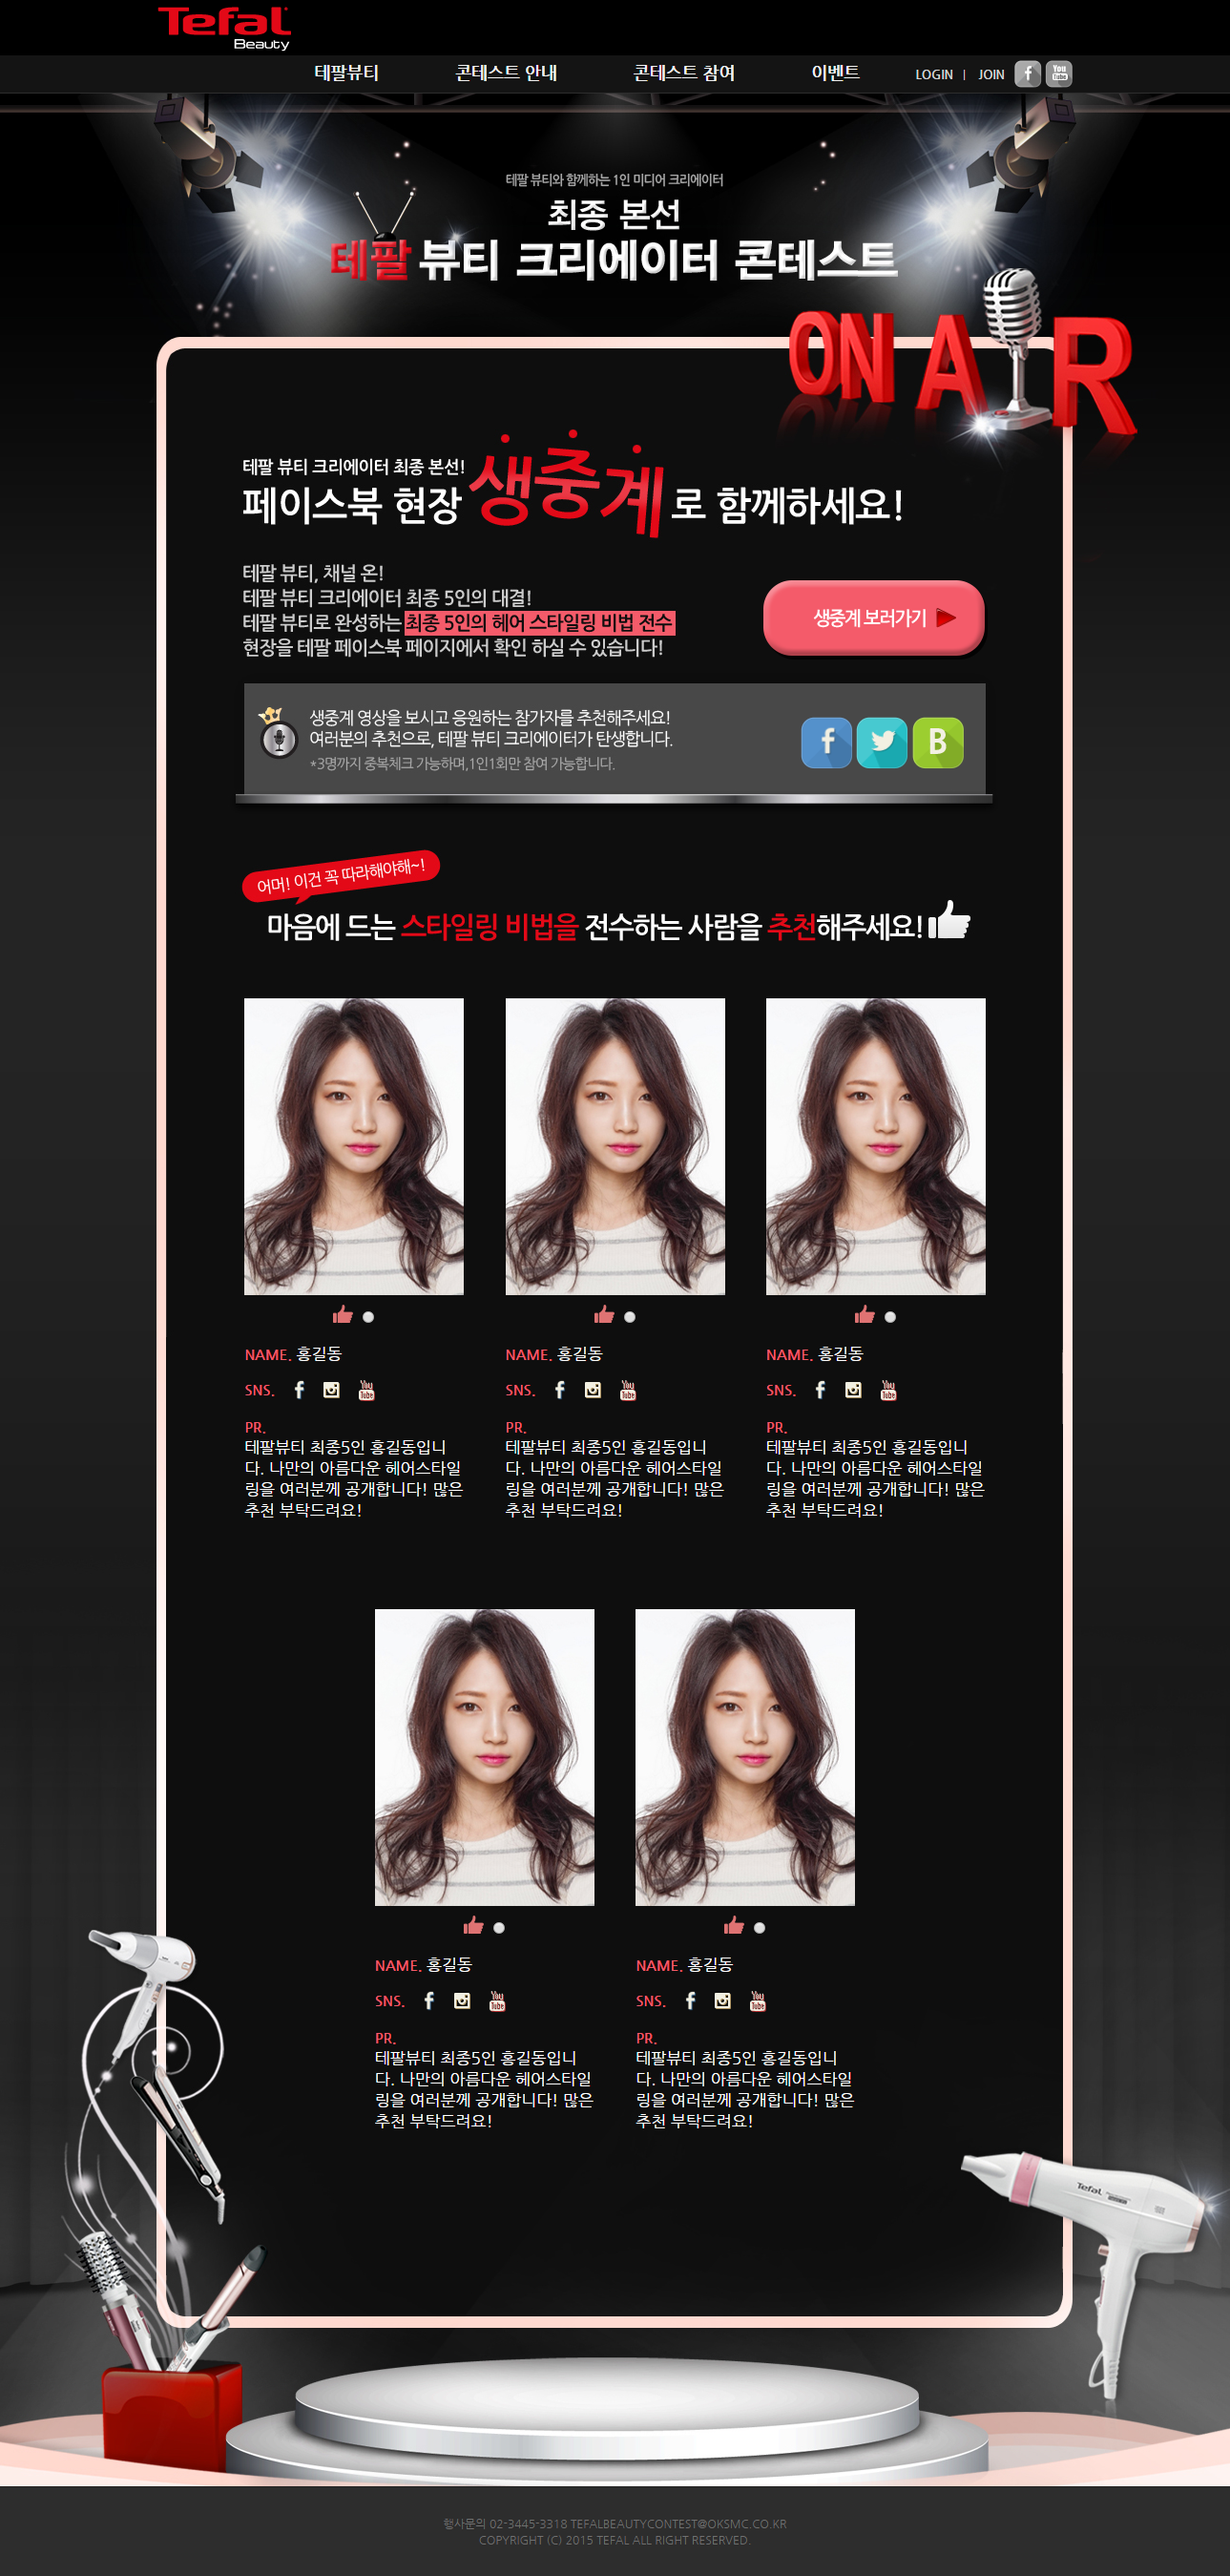 Tefal
Beauty
테팔뷰티 콘테스트 안내 콘테스트 참여 이벤트 LOGIN | JOIN f You Tube
테팔 뷰티와 함께하는 1인 미디어 크리에이터
최종 본선
테팔 뷰티 크리에이터 콘테스트
ON A R
테팔 뷰티 크리에이터 최종 본선!
페이스북 현장 생중계로 함께하세요!
테팔 뷰티, 채널 온!
테팔 뷰티 크리에이터 최종 5인의 대결!
테팔 뷰티로 완성하는 최종 5인의 헤어 스타일링 비법 전수
현장을 테팔 페이스북 페이지에서 확인 하실 수 있습니다!
생중계 보러가기
생중계 영상을 보시고 응원하는 참가자를 추천해주세요!
여러분의 추천으로, 테팔 뷰티 크리에이터가 탄생합니다.
*3명까지 중복체크 가능하며,1인1회만 참여 가능합니다.
f B
어머! 이건 꼭 따라해야해~!
마음에 드는 스타일링 비법을 전수하는 사람을 추천해주세요!
NAME. 홍길동
SNS. f You Tube
PR.
테팔뷰티 최종5인 홍길동입니
다. 나만의 아름다운 헤어스타일
링을 여러분께 공개합니다! 많은
추천 부탁드려요!
NAME. 홍길동
SNS. f You Tube
PR.
테팔뷰티 최종5인 홍길동입니
다. 나만의 아름다운 헤어스타일
링을 여러분께 공개합니다! 많은
추천 부탁드려요!
NAME. 홍길동
SNS. f You Tube
PR.
테팔뷰티 최종5인 홍길동입니
다. 나만의 아름다운 헤어스타일
링을 여러분께 공개합니다! 많은
추천 부탁드려요!
NAME. 홍길동
SNS. f You Tube
PR.
테팔뷰티 최종5인 홍길동입니
다. 나만의 아름다운 헤어스타일
링을 여러분께 공개합니다! 많은
추천 부탁드려요!
NAME. 홍길동
SNS. f You Tube
PR.
테팔뷰티 최종5인 홍길동입니
다. 나만의 아름다운 헤어스타일
링을 여러분께 공개합니다! 많은
추천 부탁드려요!
Tefal
행사문의 02-3445-3318 TEFALBEAUTYCONTEST@OKSMC.CO.KR
COPYRIGHT (C) 2015 TEFAL ALL RIGHT RESERVED.